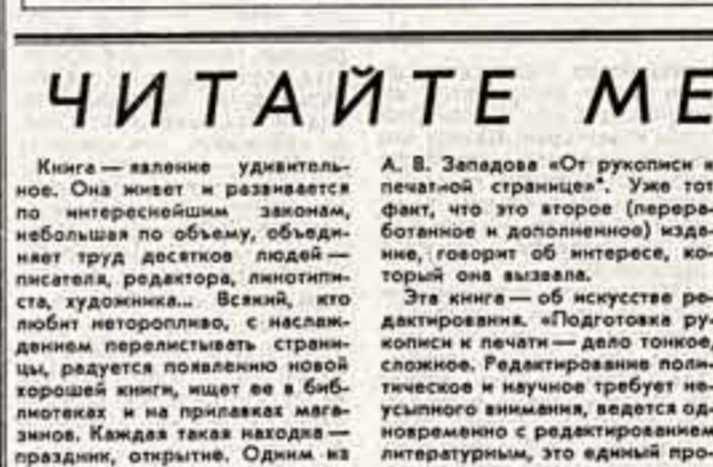 ЧИТАЙТЕ МЕ
Книга — явление удивитель-
ное. Она живет и развивается
по интереснейшим законам,
небольшая по объему, объеди-
няет труд десятков людей —
писателя, редактора, линотипи-
ста, художника... Всякий, кто
любит неторопливо, с наслаж-
дением перелистывать страни-
цы, радуется появлению новой
хорошей книги, ищет ее в биб-
лиотеках и на прилавках мага-
зинов. Каждая такая находка —
праздник, открытие. Одним из
А. В. Западова «От рукописи к
печатной странице»*. Уже тот
факт, что это второе (перера-
ботанное и дополненное) изда-
ние, говорит об интересе, ко-
торый она вызвала.
Эта книга — об искусстве ре-
дактирования. «Подготовка ру-
кописи к печати — дело тонкое,
сложное. Редактирование поли-
тическое и научное требует не-
усыпного внимания, ведется од-
новременно с редактированием
литературным, это единый про-